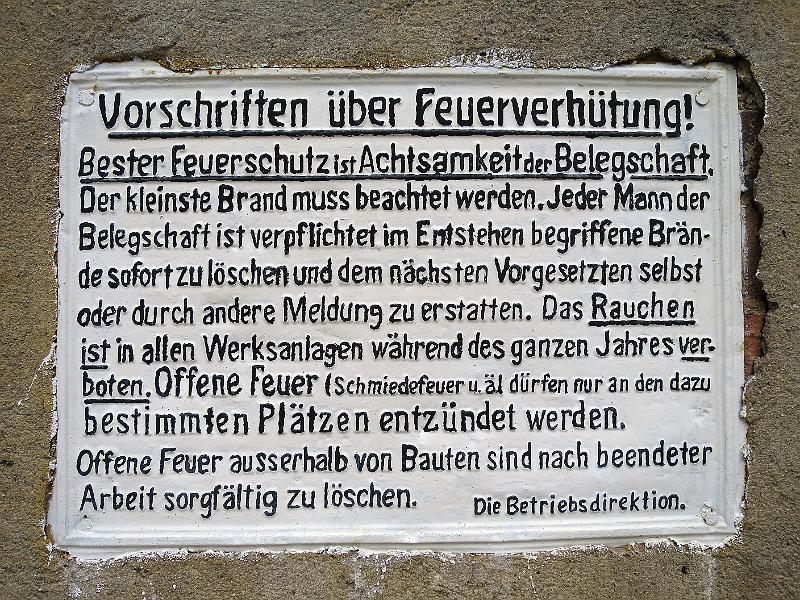 Vorschriften über Feuerverhütung!
Bester Feuerschutz ist Achtsamkeit der Belegschaft.
Der kleinste Brand muss beachtet werden. Jeder Mann der
Belegschaft ist verpflichtet im Entstehen begriffene Brän-
de sofort zu löschen und dem nächsten Vorgesetzten selbst
oder durch andere Meldung zu erstatten. Das Rauchen
ist in allen Werksanlagen während des ganzen Jahres ver-
boten. Offene Feuer (Schmiedefeuer u. äl dürfen nur an den dazu
bestimmten Plätzen entzündet werden.
Offene Feuer ausserhalb von Bauten sind nach beendeter
Arbeit sorgfältig zu löschen.
Die Betriebsdirektion.